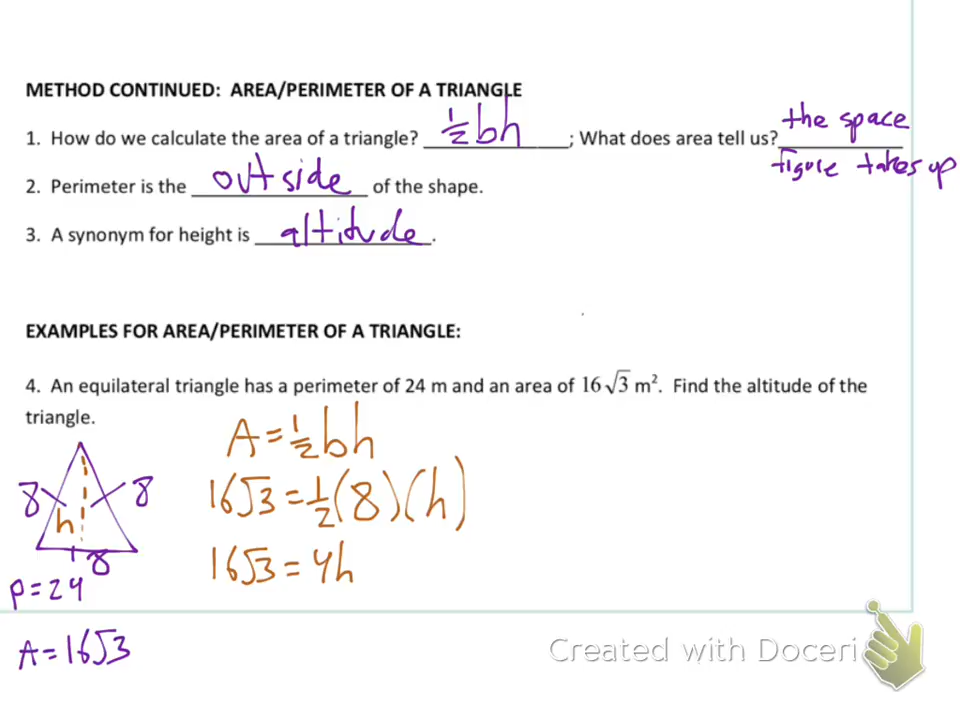 METHOD CONTINUED: AREA/PERIMETER OF A TRIANGLE
1. How do we calculate the area of a triangle? ½bh; What does area tell us? the space
figure takes up
2. Perimeter is the outside of the shape.
3. A synonym for height is altitude.
EXAMPLES FOR AREA/PERIMETER OF A TRIANGLE:
4. An equilateral triangle has a perimeter of 24 m and an area of 16√3 m². Find the altitude of the
triangle.
A = ½bh
8 8 16√3 = ½(8)(h)
h
8 16√3 = 4h
p = 24
A = 16√3
Created with Doceri